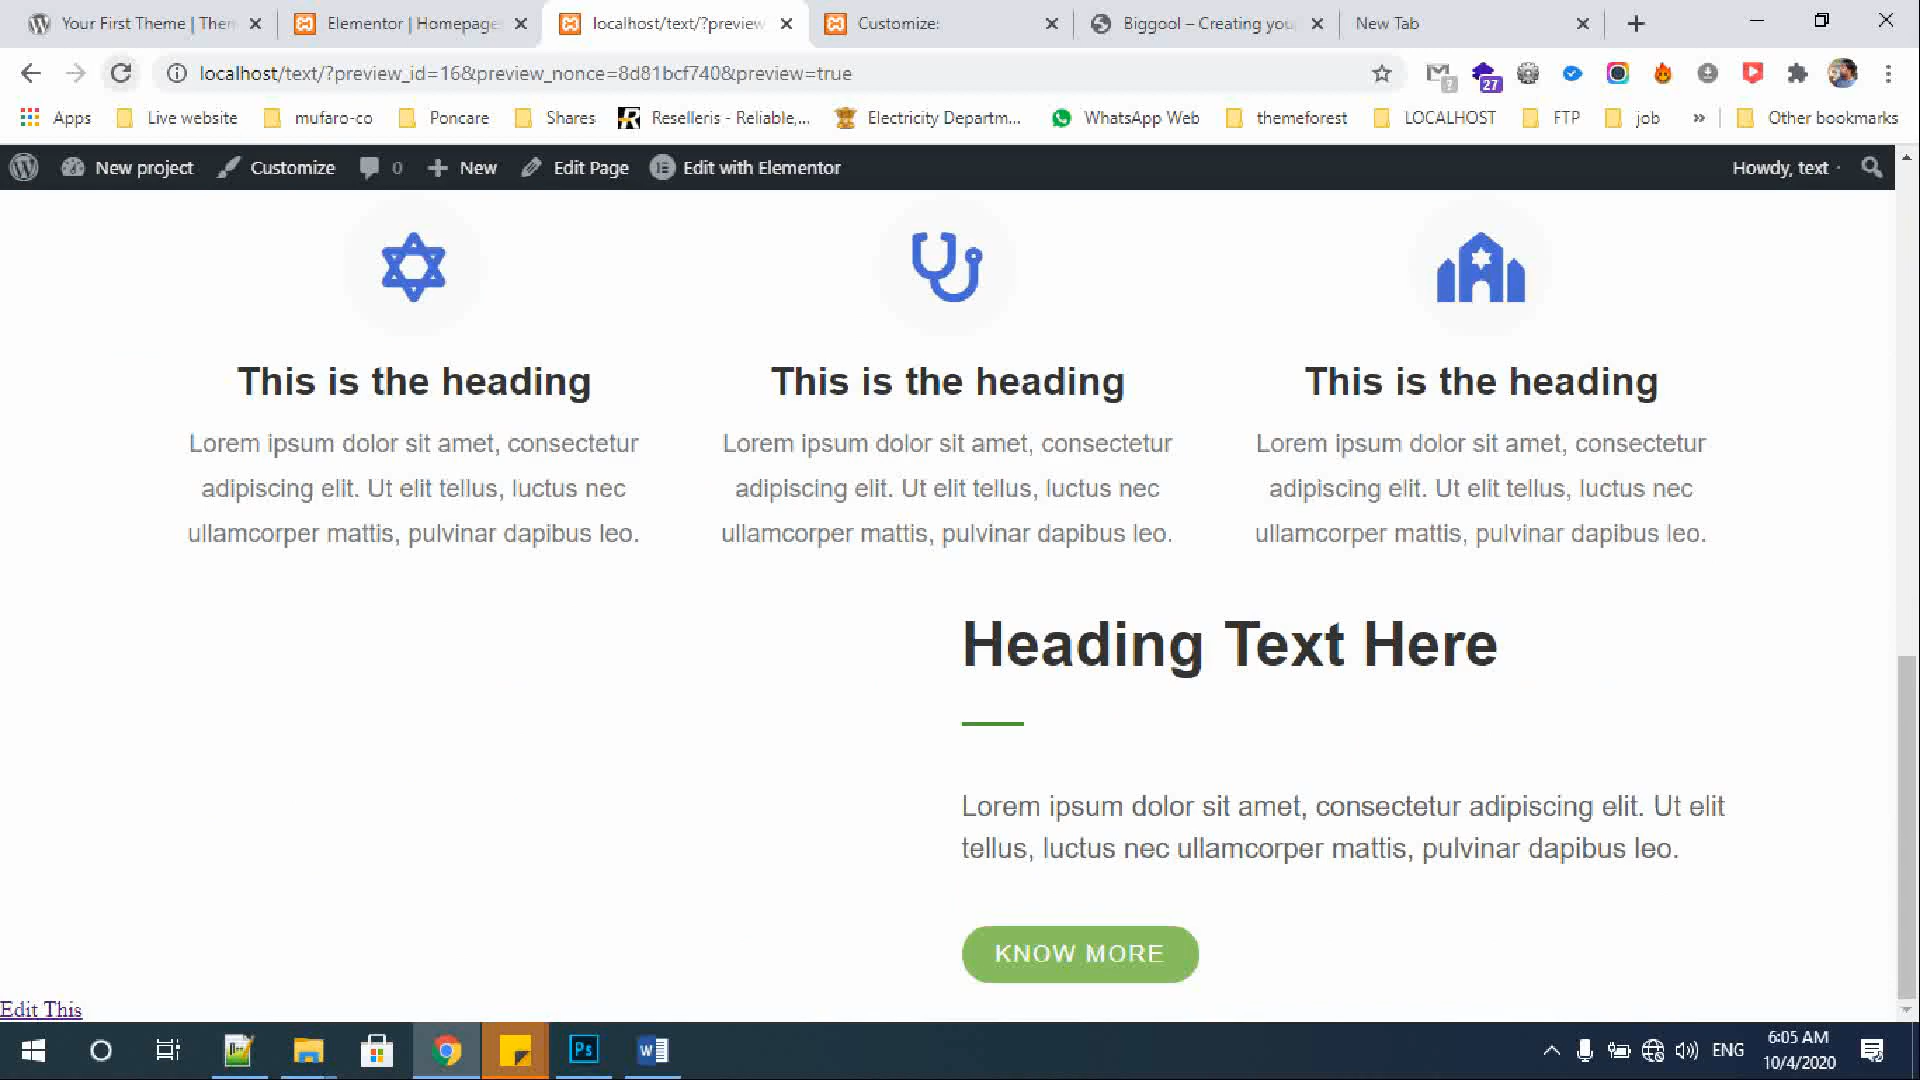 Your First Theme | Them
Elementor | Homepage
localhost/text/?preview
Customize:
Biggool – Creating you
New Tab
localhost/text/?preview_id=16&preview_nonce=8d81bcf740&preview=true
?
27
Apps
Live website
mufaro-co
Poncare
Shares
Reselleris - Reliable,...
Electricity Departm...
WhatsApp Web
themeforest
LOCALHOST
FTP
job
»
Other bookmarks
New project
Customize
0
New
Edit Page
Edit with Elementor
Howdy, text
This is the heading
Lorem ipsum dolor sit amet, consectetur
adipiscing elit. Ut elit tellus, luctus nec
ullamcorper mattis, pulvinar dapibus leo.
This is the heading
Lorem ipsum dolor sit amet, consectetur
adipiscing elit. Ut elit tellus, luctus nec
ullamcorper mattis, pulvinar dapibus leo.
This is the heading
Lorem ipsum dolor sit amet, consectetur
adipiscing elit. Ut elit tellus, luctus nec
ullamcorper mattis, pulvinar dapibus leo.
Heading Text Here
Lorem ipsum dolor sit amet, consectetur adipiscing elit. Ut elit
tellus, luctus nec ullamcorper mattis, pulvinar dapibus leo.
KNOW MORE
Edit This
Ps
W
ENG
6:05 AM
10/4/2020